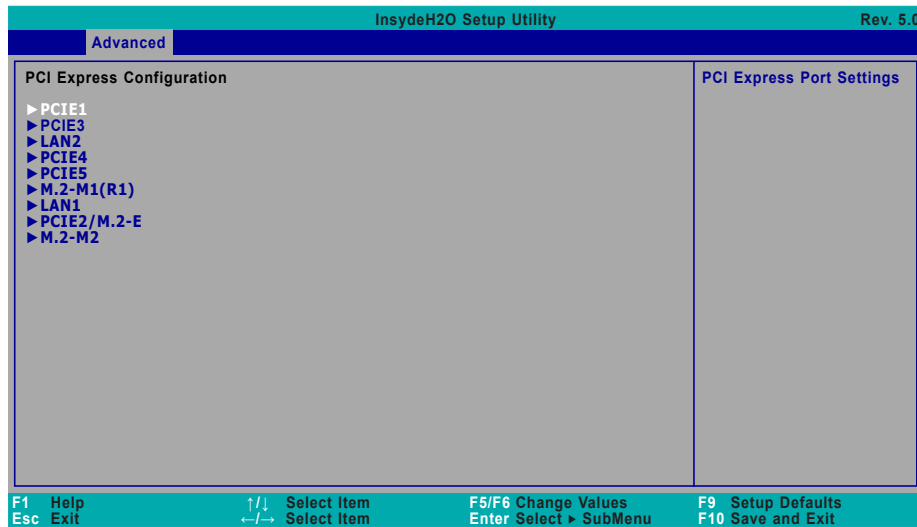 InsydeH2O Setup Utility Rev. 5.0
Advanced
PCI Express Configuration
PCI Express Port Settings
►PCIE1
►PCIE3
►LAN2
►PCIE4
►PCIE5
►M.2-M1(R1)
►LAN1
►PCIE2/M.2-E
►M.2-M2
F1 Help ↑/↓ Select Item F5/F6 Change Values F9 Setup Defaults
Esc Exit ←/→ Select Item Enter Select ► SubMenu F10 Save and Exit